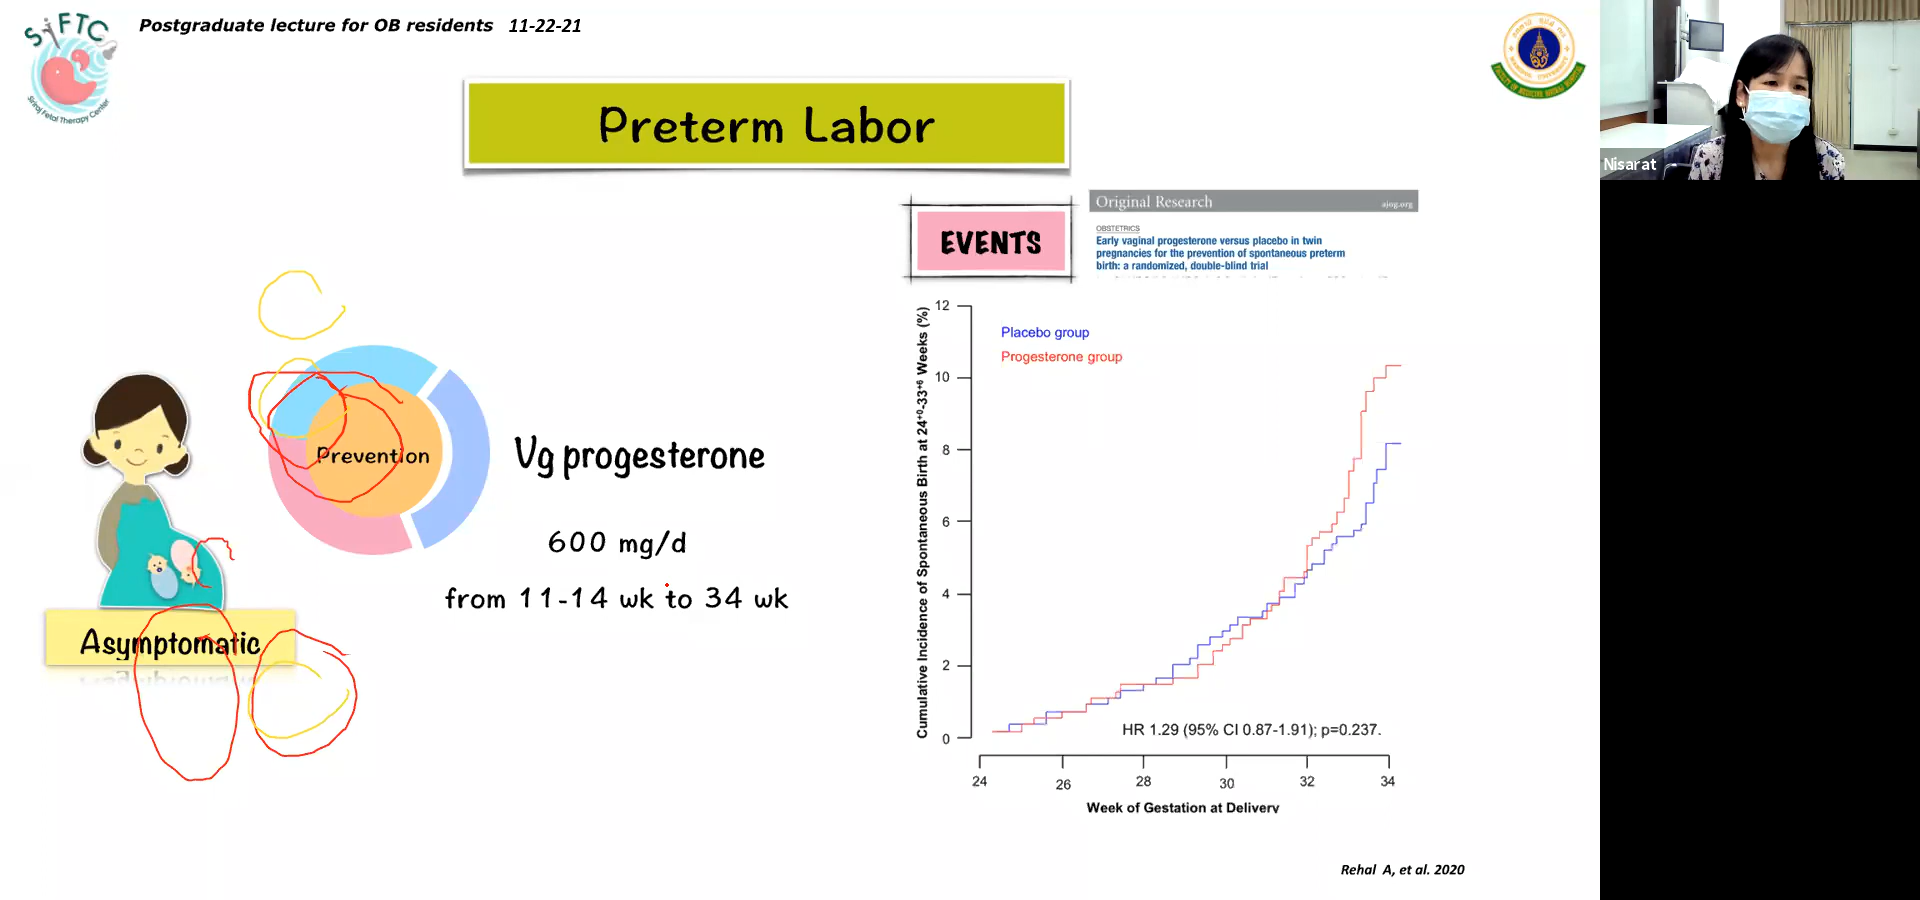 SiFTC
Siriraj Fetal Therapy Center
Postgraduate lecture for OB residents 11-22-21
Preterm Labor
Nisarat
EVENTS
Original Research ajog.org
OBSTETRICS
Early vaginal progesterone versus placebo in twin
pregnancies for the prevention of spontaneous preterm
birth: a randomized, double-blind trial
Prevention
Vg progesterone
600 mg/d
from 11-14 wk to 34 wk
Asymptomatic
Cumulative Incidence of Spontaneous Birth at 24⁺⁰-33⁺⁶ Weeks (%)
12
10
8
6
4
2
0
Placebo group
Progesterone group
HR 1.29 (95% CI 0.87-1.91); p=0.237.
24 26 28 30 32 34
Week of Gestation at Delivery
Rehal A, et al. 2020